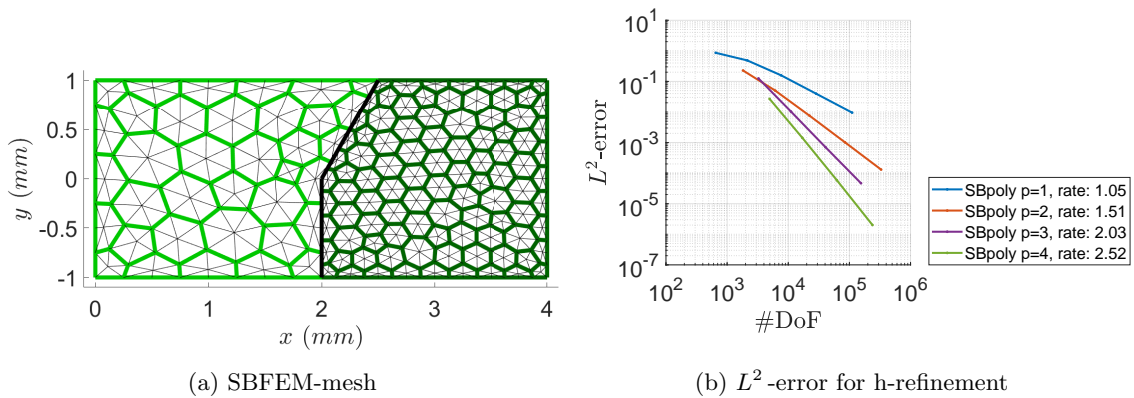 1
0.5
0
-0.5
-1
y (mm)
0
1
2
3
4
x (mm)
(a) SBFEM-mesh
10^1
10^-1
10^-3
10^-5
10^-7
L^2-error
10^2
10^3
10^4
10^5
10^6
#DoF
SBpoly p=1, rate: 1.05
SBpoly p=2, rate: 1.51
SBpoly p=3, rate: 2.03
SBpoly p=4, rate: 2.52
(b) L^2 -error for h-refinement